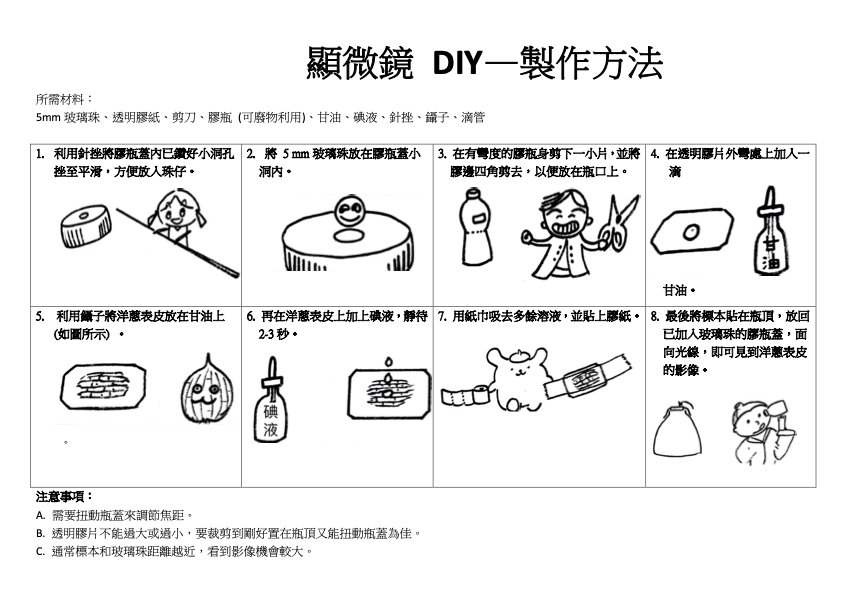 顯微鏡 DIY—製作方法
所需材料：
5mm 玻璃珠、透明膠紙、剪刀、膠瓶 (可廢物利用)、甘油、碘液、針挫、鑷子、滴管
1. 利用針挫將膠瓶蓋內已鑽好小洞孔
挫至平滑，方便放入珠仔。
2. 將 5 mm 玻璃珠放在膠瓶蓋小
洞內。
3. 在有彎度的膠瓶身剪下一小片，並將
膠邊四角剪去，以便放在瓶口上。
4. 在透明膠片外彎處上加入一
滴
甘油
甘油。
5. 利用鑷子將洋蔥表皮放在甘油上
(如圖所示) 。
。
6. 再在洋蔥表皮上加上碘液，靜待
2-3 秒。
碘
液
7. 用紙巾吸去多餘溶液，並貼上膠紙。
8. 最後將標本貼在瓶頂，放回
已加入玻璃珠的膠瓶蓋，面
向光線，即可見到洋蔥表皮
的影像。
注意事項：
A. 需要扭動瓶蓋來調節焦距。
B. 透明膠片不能過大或過小，要裁剪到剛好置在瓶頂又能扭動瓶蓋為佳。
C. 通常標本和玻璃珠距離越近，看到影像機會較大。